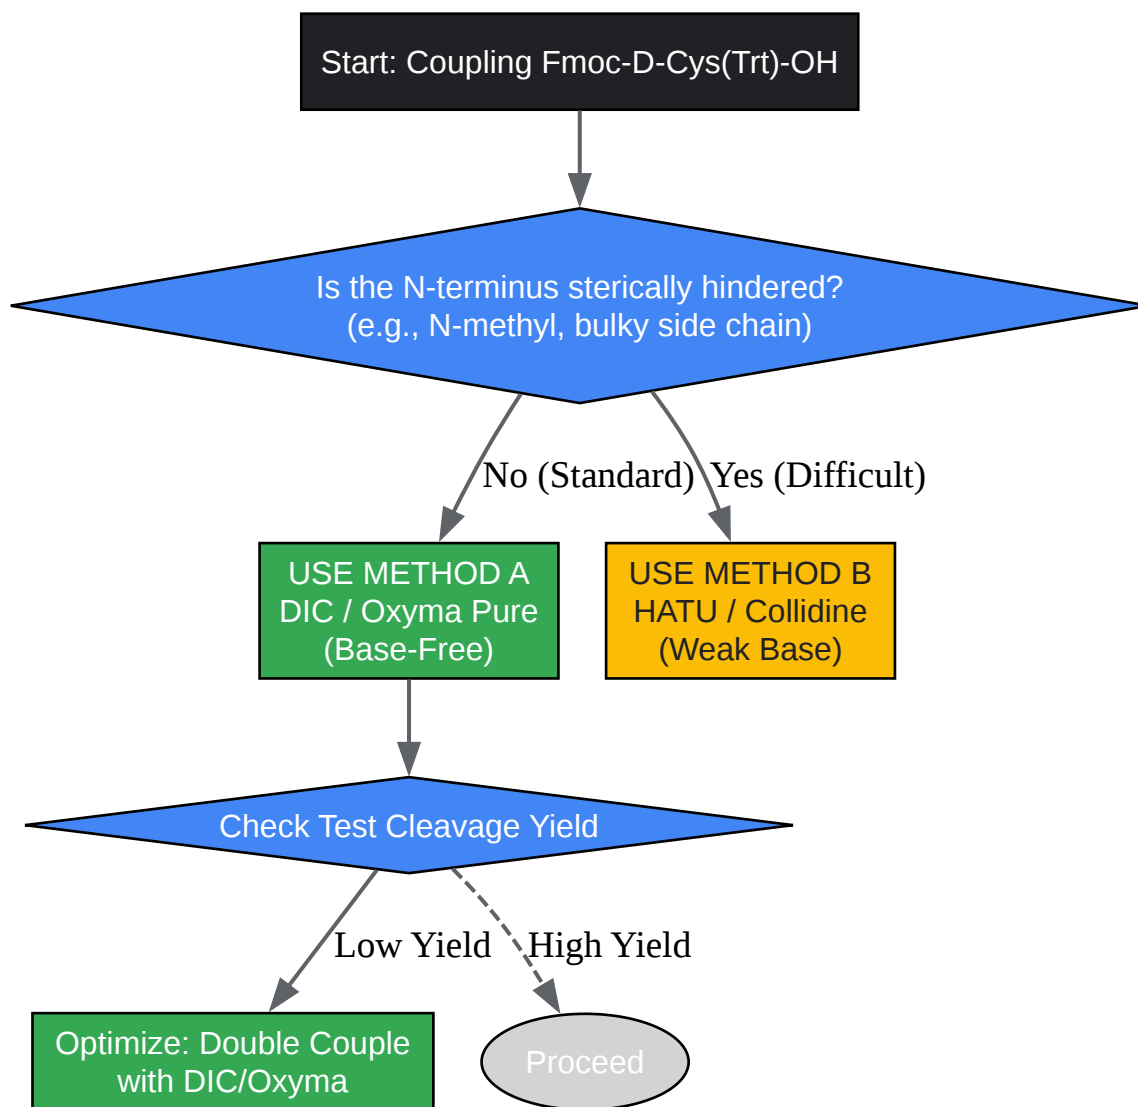 Start: Coupling Fmoc-D-Cys(Trt)-OH
Is the N-terminus sterically hindered?
(e.g., N-methyl, bulky side chain)
No (Standard)
Yes (Difficult)
USE METHOD A
DIC / Oxyma Pure
(Base-Free)
USE METHOD B
HATU / Collidine
(Weak Base)
Check Test Cleavage Yield
Low Yield
High Yield
Optimize: Double Couple
with DIC/Oxyma
Proceed